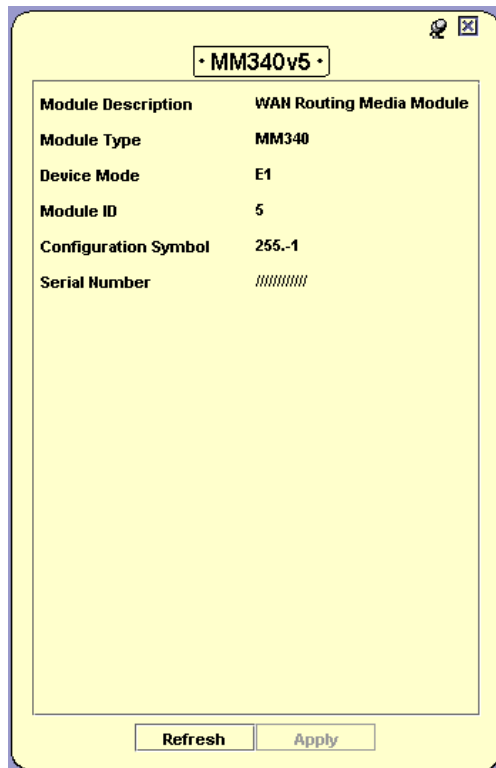 · MM340v5 ·
Module Description WAN Routing Media Module
Module Type MM340
Device Mode E1
Module ID 5
Configuration Symbol 255.-1
Serial Number ////////////
Refresh Apply